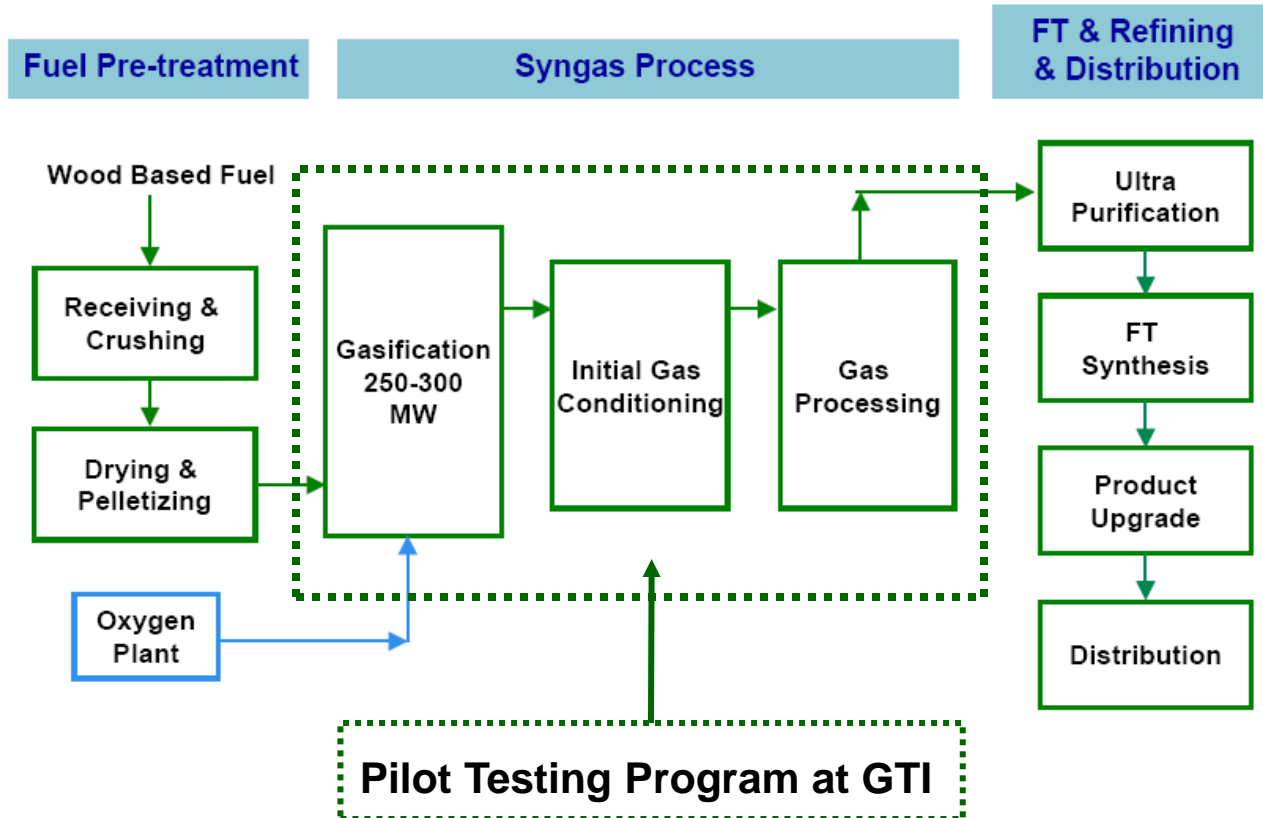 Fuel Pre-treatment
Syngas Process
FT & Refining
& Distribution
Wood Based Fuel
Receiving &
Crushing
Drying &
Pelletizing
Oxygen
Plant
Gasification
250-300
MW
Initial Gas
Conditioning
Gas
Processing
Ultra
Purification
FT
Synthesis
Product
Upgrade
Distribution
Pilot Testing Program at GTI